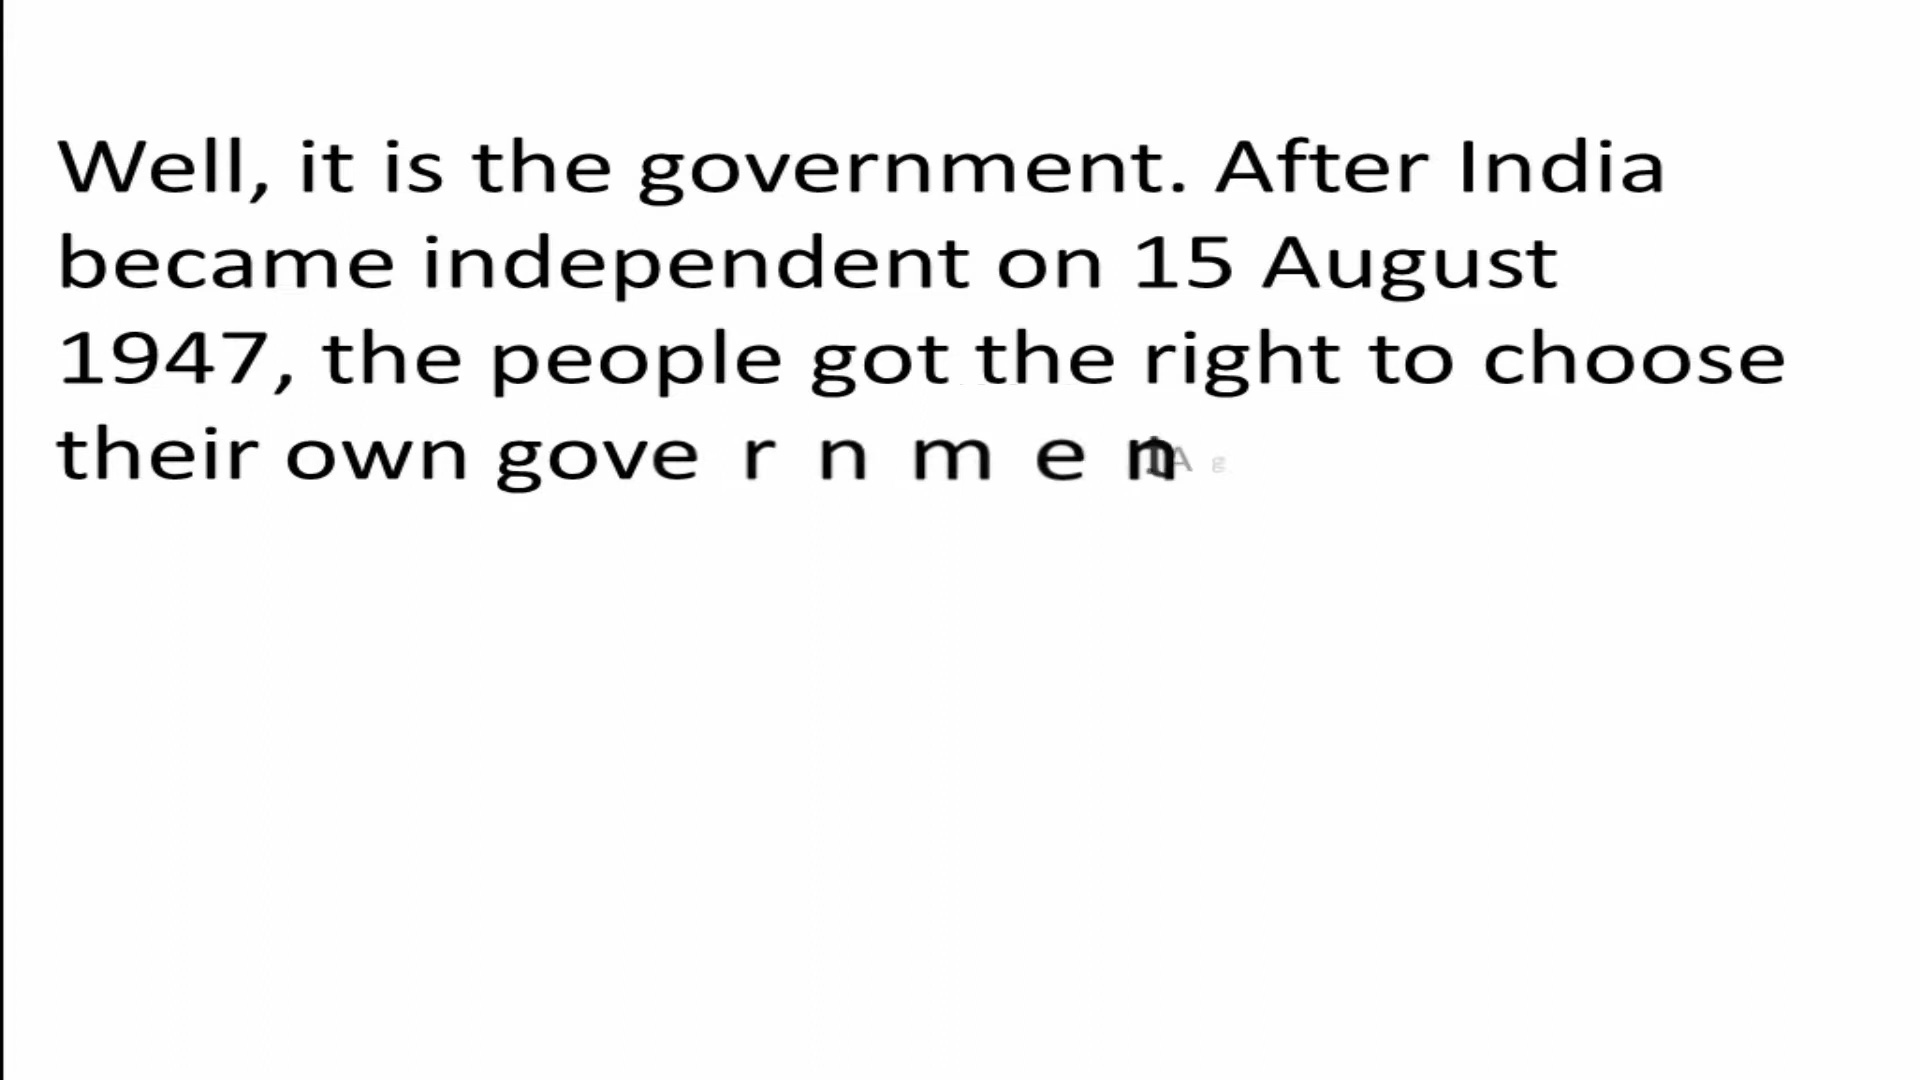 Well, it is the government. After India
became independent on 15 August
1947, the people got the right to choose
their own gove r n m e n